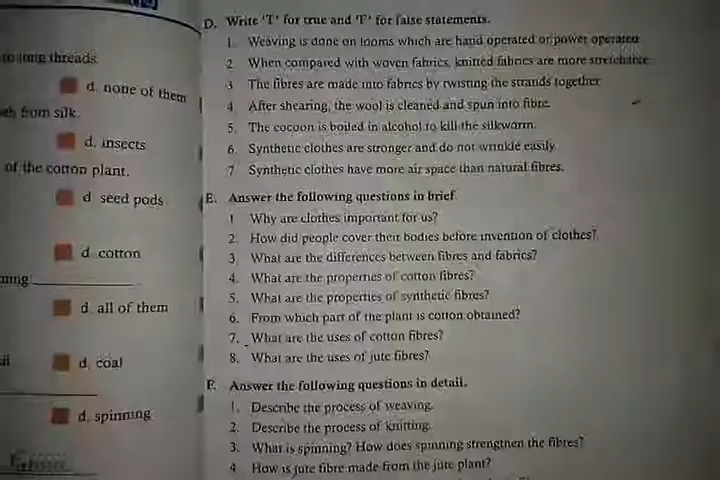 to long threads.
d. none of them
from silk.
d. insects
of the cotton plant.
d seed pods
d cotton
d. all of them
d. coal
d. spinning
D. Write 'T' for true and 'F' for false statements.
1. Weaving is done on looms which are hand operated or power operated.
2 When compared with woven fabrics, knitted fabrics are more stretchable.
3 The fibres are made into fabrics by twisting the strands together
4 After shearing, the wool is cleaned and spun into fibre.
5. The cocoon is boiled in alcohol to kill the silkworm.
6. Synthetic clothes are stronger and do not wrinkle easily.
7 Synthetic clothes have more air space than natural fibres.
E. Answer the following questions in brief
1 Why are clothes important for us?
2. How did people cover their bodies before invention of clothes?
3. What are the differences between fibres and fabrics?
4. What are the properties of cotton fibres?
5. What are the properties of synthetic fibres?
6. From which part of the plant is cotton obtained?
7. What are the uses of cotton fibres?
8. What are the uses of jute fibres?
F. Answer the following questions in detail.
1. Describe the process of weaving.
2. Describe the process of knitting.
3. What is spinning? How does spinning strengthen the fibres?
4 How is jute fibre made from the jute plant?